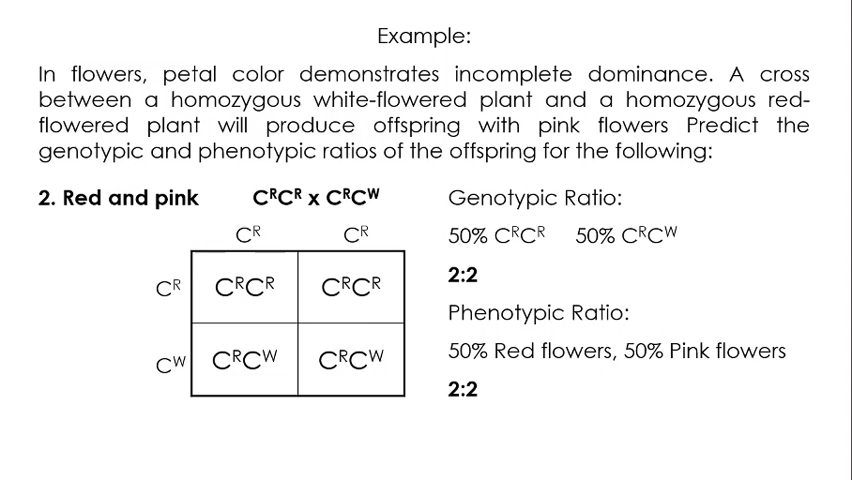 Example:
In flowers, petal color demonstrates incomplete dominance. A cross
between a homozygous white-flowered plant and a homozygous red-
flowered plant will produce offspring with pink flowers Predict the
genotypic and phenotypic ratios of the offspring for the following:
2. Red and pink CᴿCᴿ x CᴿCᵂ
Cᴿ Cᴿ
Cᴿ CᴿCᴿ CᴿCᴿ
Cᵂ CᴿCᵂ CᴿCᵂ
Genotypic Ratio:
50% CᴿCᴿ 50% CᴿCᵂ
2:2
Phenotypic Ratio:
50% Red flowers, 50% Pink flowers
2:2